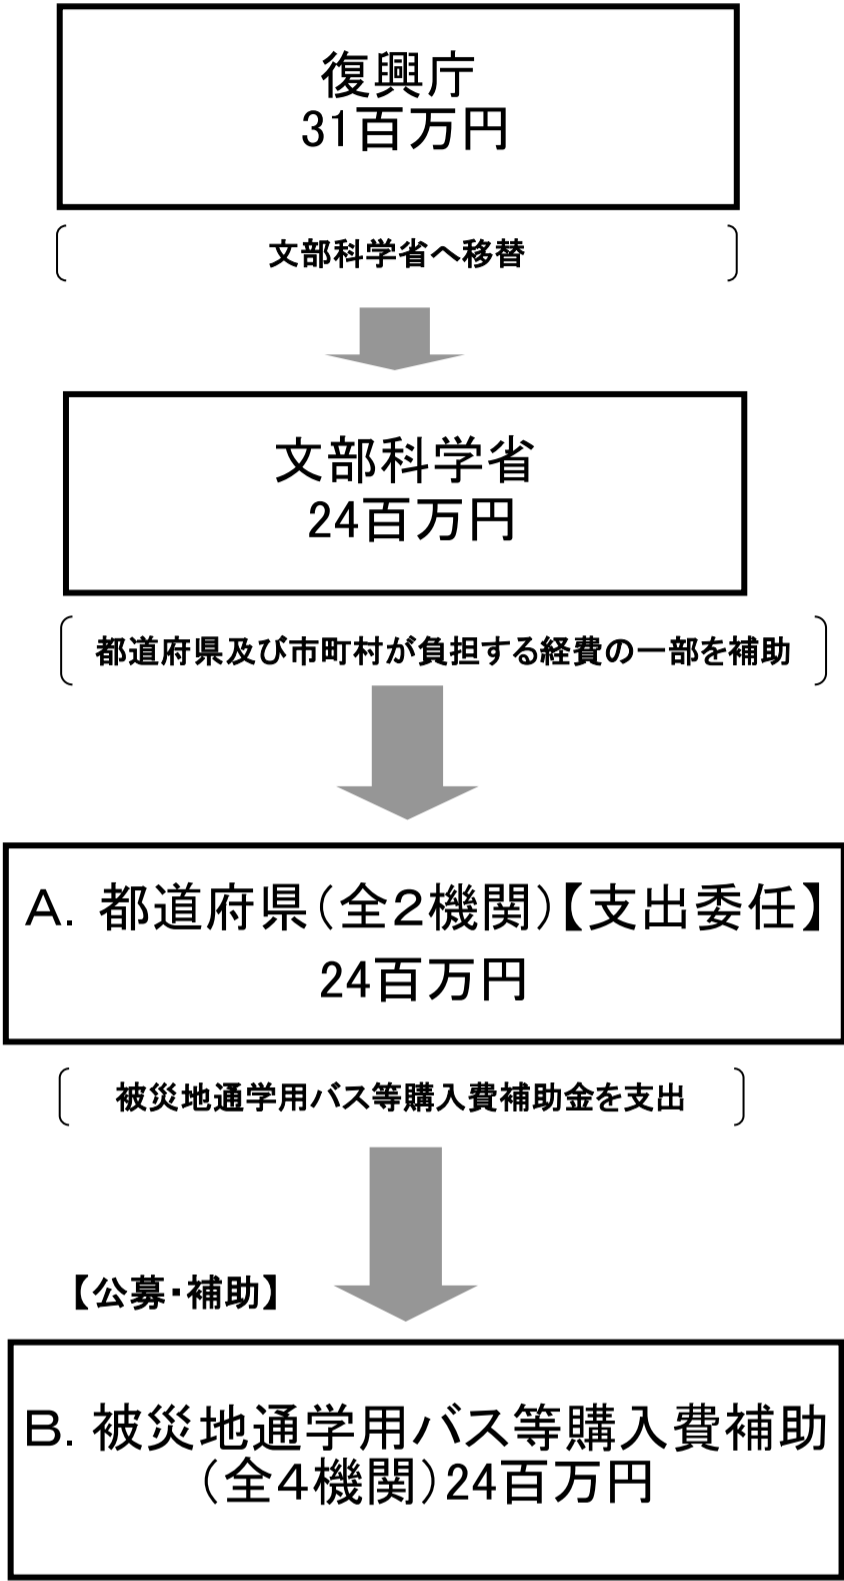 復興庁
31百万円
文部科学省へ移替
文部科学省
24百万円
都道府県及び市町村が負担する経費の一部を補助
A. 都道府県(全2機関)【支出委任】
24百万円
被災地通学用バス等購入費補助金を支出
【公募・補助】
B. 被災地通学用バス等購入費補助
(全4機関)24百万円